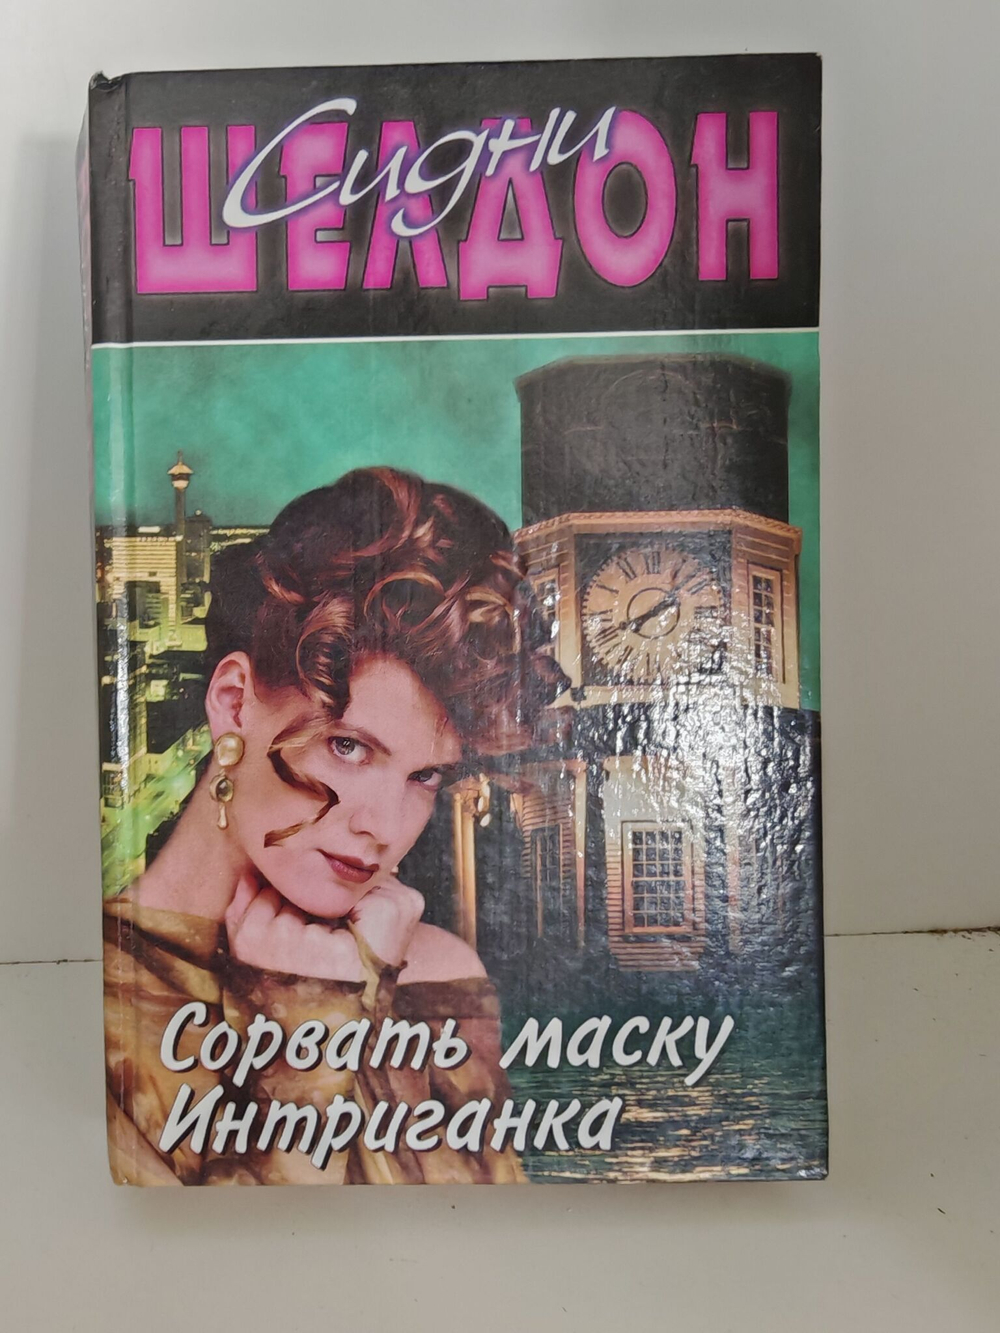 Сидни
ШЕЛДОН
Сорвать маску
Интриганка